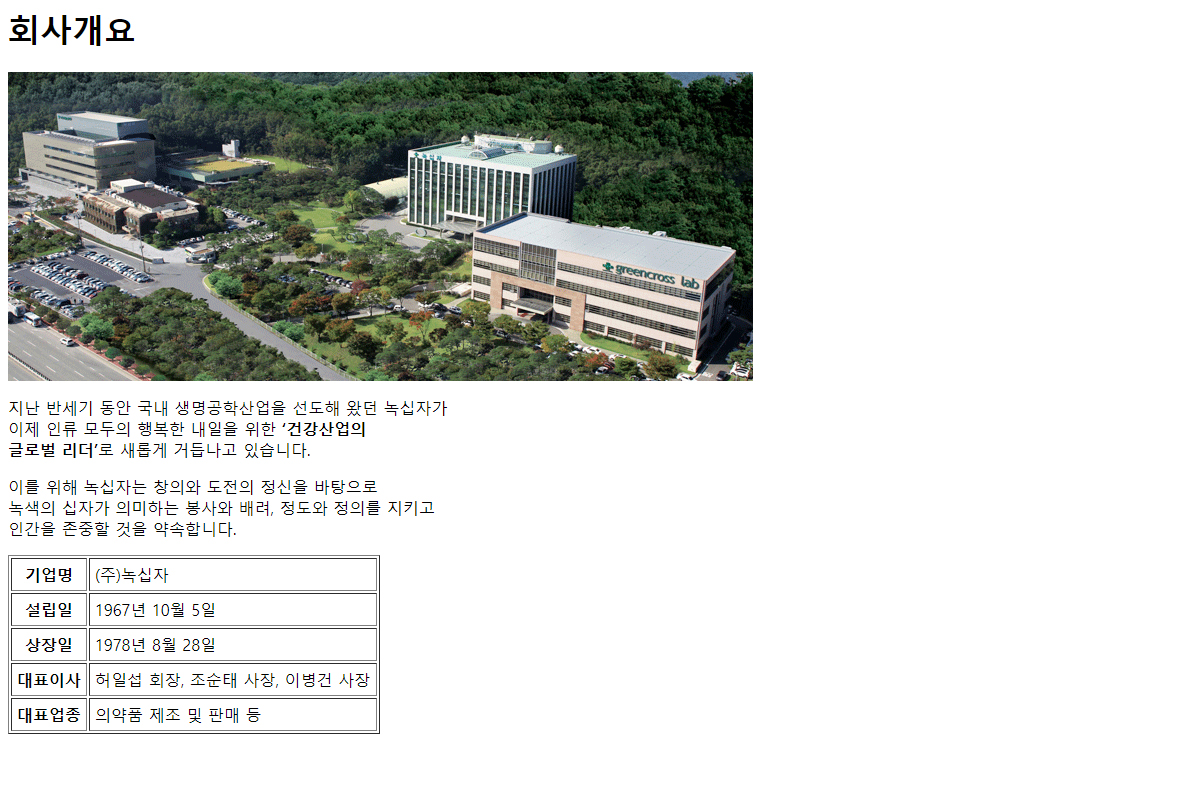 회사개요
녹십자
greencross lab
지난 반세기 동안 국내 생명공학산업을 선도해 왔던 녹십자가
이제 인류 모두의 행복한 내일을 위한 ‘건강산업의
글로벌 리더’로 새롭게 거듭나고 있습니다.
이를 위해 녹십자는 창의와 도전의 정신을 바탕으로
녹색의 십자가 의미하는 봉사와 배려, 정도와 정의를 지키고
인간을 존중할 것을 약속합니다.
기업명 (주)녹십자
설립일 1967년 10월 5일
상장일 1978년 8월 28일
대표이사 허일섭 회장, 조순태 사장, 이병건 사장
대표업종 의약품 제조 및 판매 등